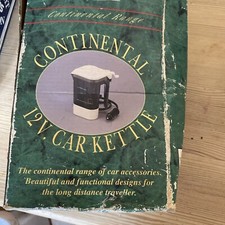 Continental Range
CONTINENTAL
12V. CAR KETTLE
The continental range of car accessories.
Beautiful and functional designs for
the long distance traveller.